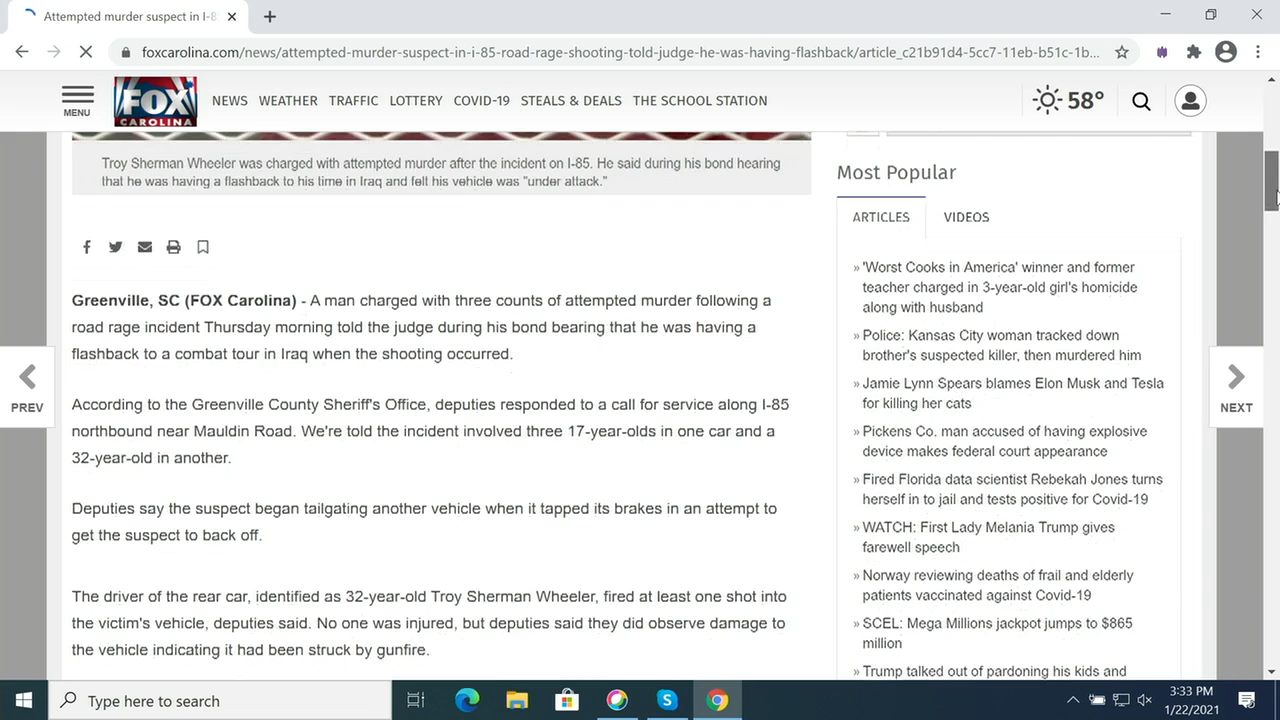 Attempted murder suspect in I-8
foxcarolina.com/news/attempted-murder-suspect-in-i-85-road-rage-shooting-told-judge-he-was-having-flashback/article_c21b91d4-5cc7-11eb-b51c-1b...
MENU
FOX
CAROLINA
NEWS WEATHER TRAFFIC LOTTERY COVID-19 STEALS & DEALS THE SCHOOL STATION
58°
Troy Sherman Wheeler was charged with attempted murder after the incident on I-85. He said during his bond hearing
that he was having a flashback to his time in Iraq and felt his vehicle was "under attack."
Greenville, SC (FOX Carolina) - A man charged with three counts of attempted murder following a
road rage incident Thursday morning told the judge during his bond bearing that he was having a
flashback to a combat tour in Iraq when the shooting occurred.
According to the Greenville County Sheriff's Office, deputies responded to a call for service along I-85
northbound near Mauldin Road. We're told the incident involved three 17-year-olds in one car and a
32-year-old in another.
Deputies say the suspect began tailgating another vehicle when it tapped its brakes in an attempt to
get the suspect to back off.
The driver of the rear car, identified as 32-year-old Troy Sherman Wheeler, fired at least one shot into
the victim's vehicle, deputies said. No one was injured, but deputies said they did observe damage to
the vehicle indicating it had been struck by gunfire.
PREV
Most Popular
ARTICLES VIDEOS
» 'Worst Cooks in America' winner and former
teacher charged in 3-year-old girl's homicide
along with husband
» Police: Kansas City woman tracked down
brother's suspected killer, then murdered him
» Jamie Lynn Spears blames Elon Musk and Tesla
for killing her cats
» Pickens Co. man accused of having explosive
device makes federal court appearance
» Fired Florida data scientist Rebekah Jones turns
herself in to jail and tests positive for Covid-19
» WATCH: First Lady Melania Trump gives
farewell speech
» Norway reviewing deaths of frail and elderly
patients vaccinated against Covid-19
» SCEL: Mega Millions jackpot jumps to $865
million
» Trump talked out of pardoning his kids and
NEXT
Type here to search
3:33 PM
1/22/2021